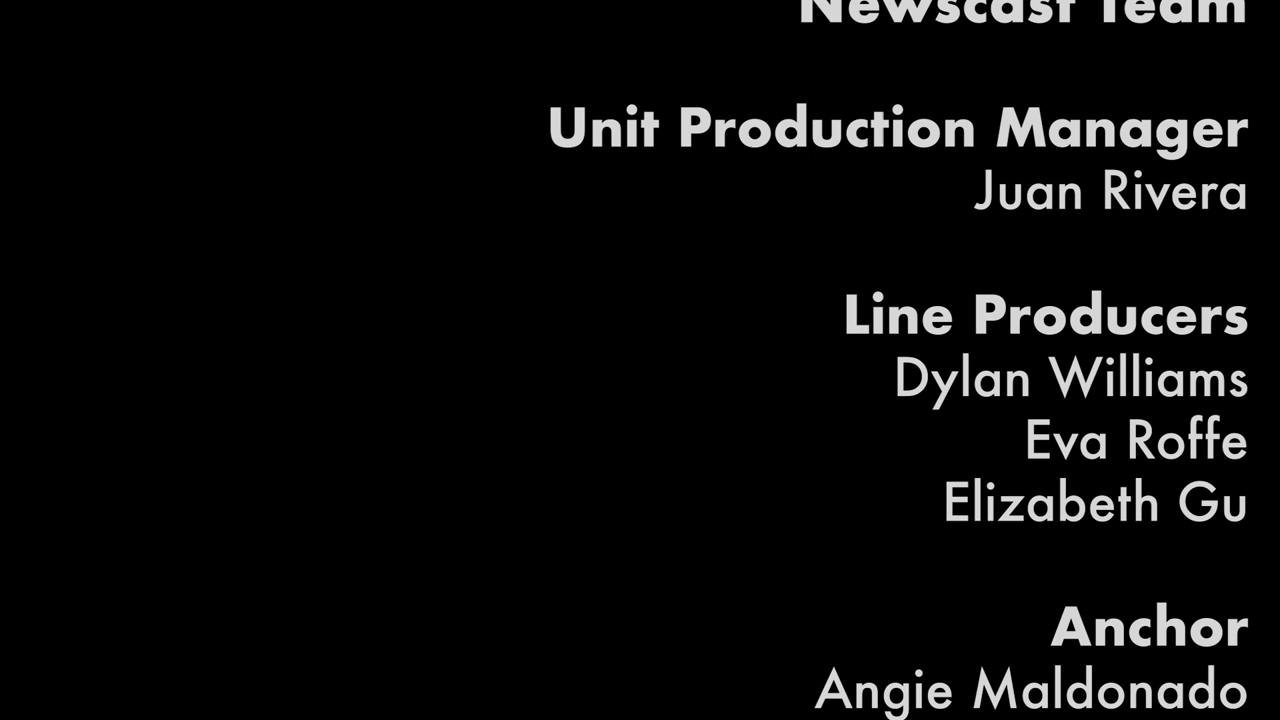 Newscast Team
Unit Production Manager
Juan Rivera
Line Producers
Dylan Williams
Eva Roffe
Elizabeth Gu
Anchor
Angie Maldonado